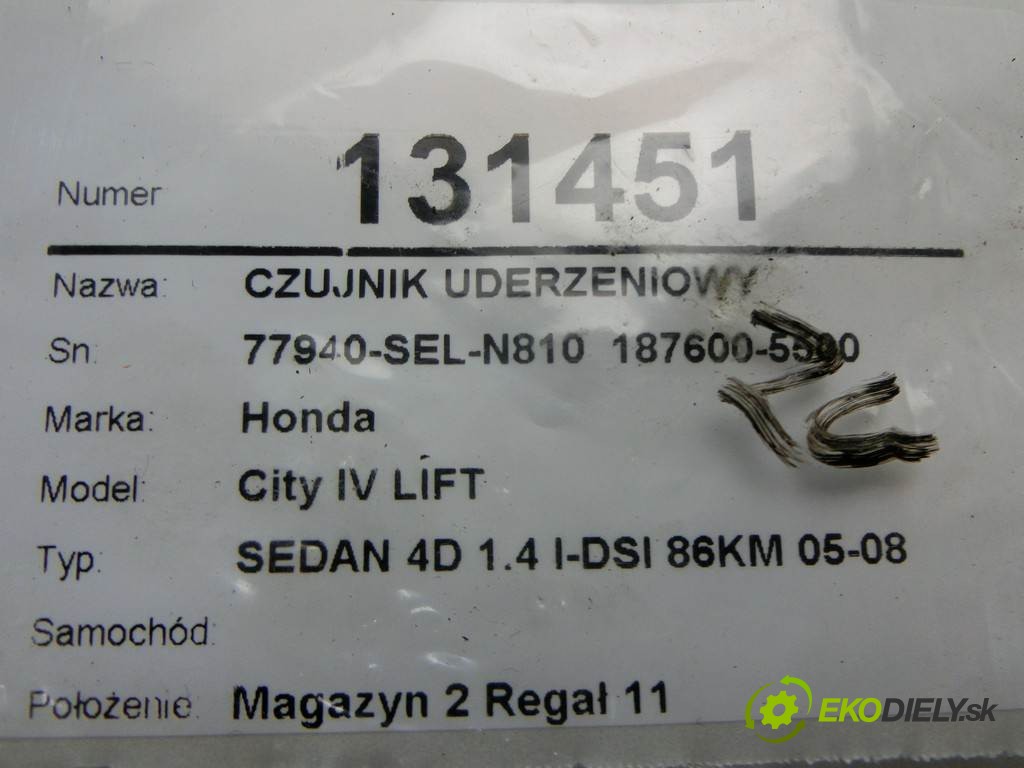 Numer 131451
Nazwa: CZUJNIK UDERZENIOWY
Sn: 77940-SEL-N810 187600-5500
Marka: Honda
Model: City IV LIFT
Typ: SEDAN 4D 1.4 I-DSI 86KM 05-08
Samochód:
Położenie: Magazyn 2 Regał 11
EKODIELY.sk